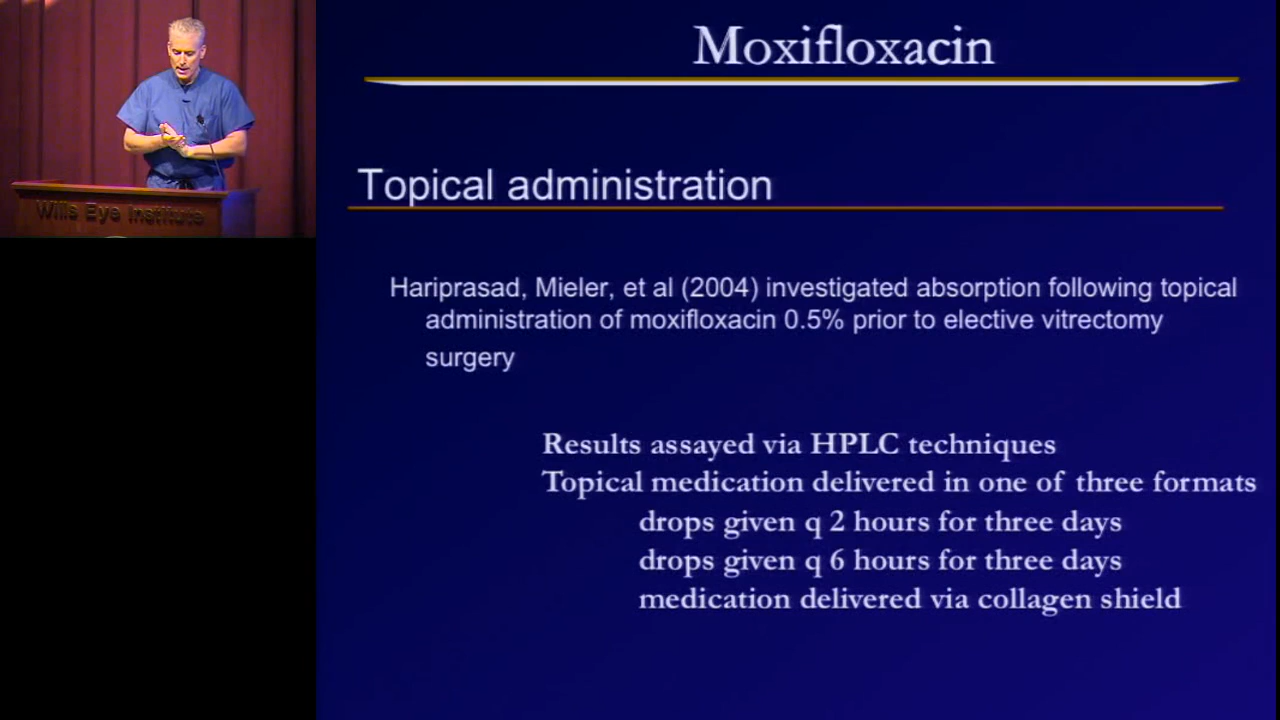 Moxifloxacin
Wills Eye Institute
Topical administration
Hariprasad, Mieler, et al (2004) investigated absorption following topical
administration of moxifloxacin 0.5% prior to elective vitrectomy
surgery
Results assayed via HPLC techniques
Topical medication delivered in one of three formats
drops given q 2 hours for three days
drops given q 6 hours for three days
medication delivered via collagen shield